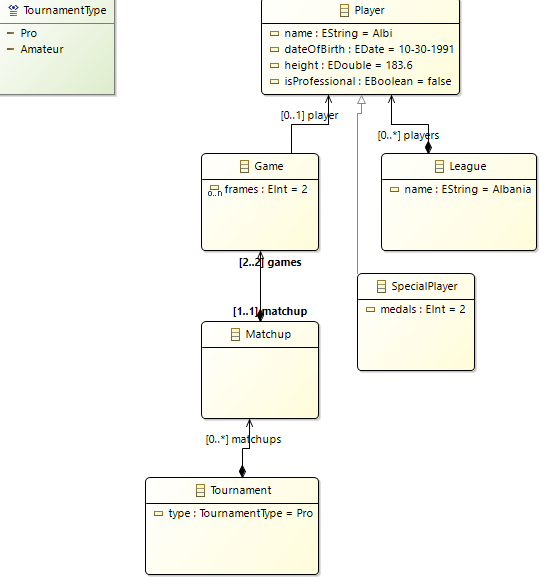 TournamentType
Pro
Amateur
Player
name : EString = Albi
dateOfBirth : EDate = 10-30-1991
height : EDouble = 183.6
isProfessional : EBoolean = false
[0..1] player
[0..*] players
Game
0..n frames : EInt = 2
League
name : EString = Albania
[2..2] games
SpecialPlayer
medals : EInt = 2
[1..1] matchup
Matchup
[0..*] matchups
Tournament
type : TournamentType = Pro